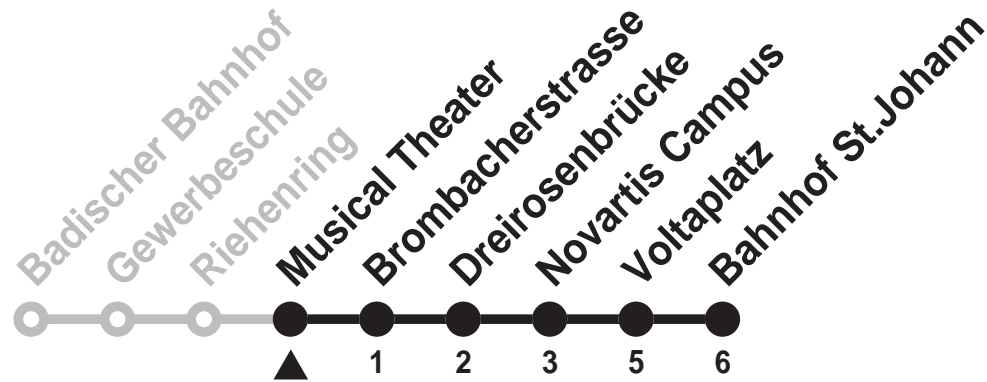 Badischer Bahnhof
Gewerbeschule
Riehenring
Musical Theater
Brombacherstrasse
Dreirosenbrücke
Novartis Campus
Voltaplatz
Bahnhof St.Johann
1 2 3 5 6